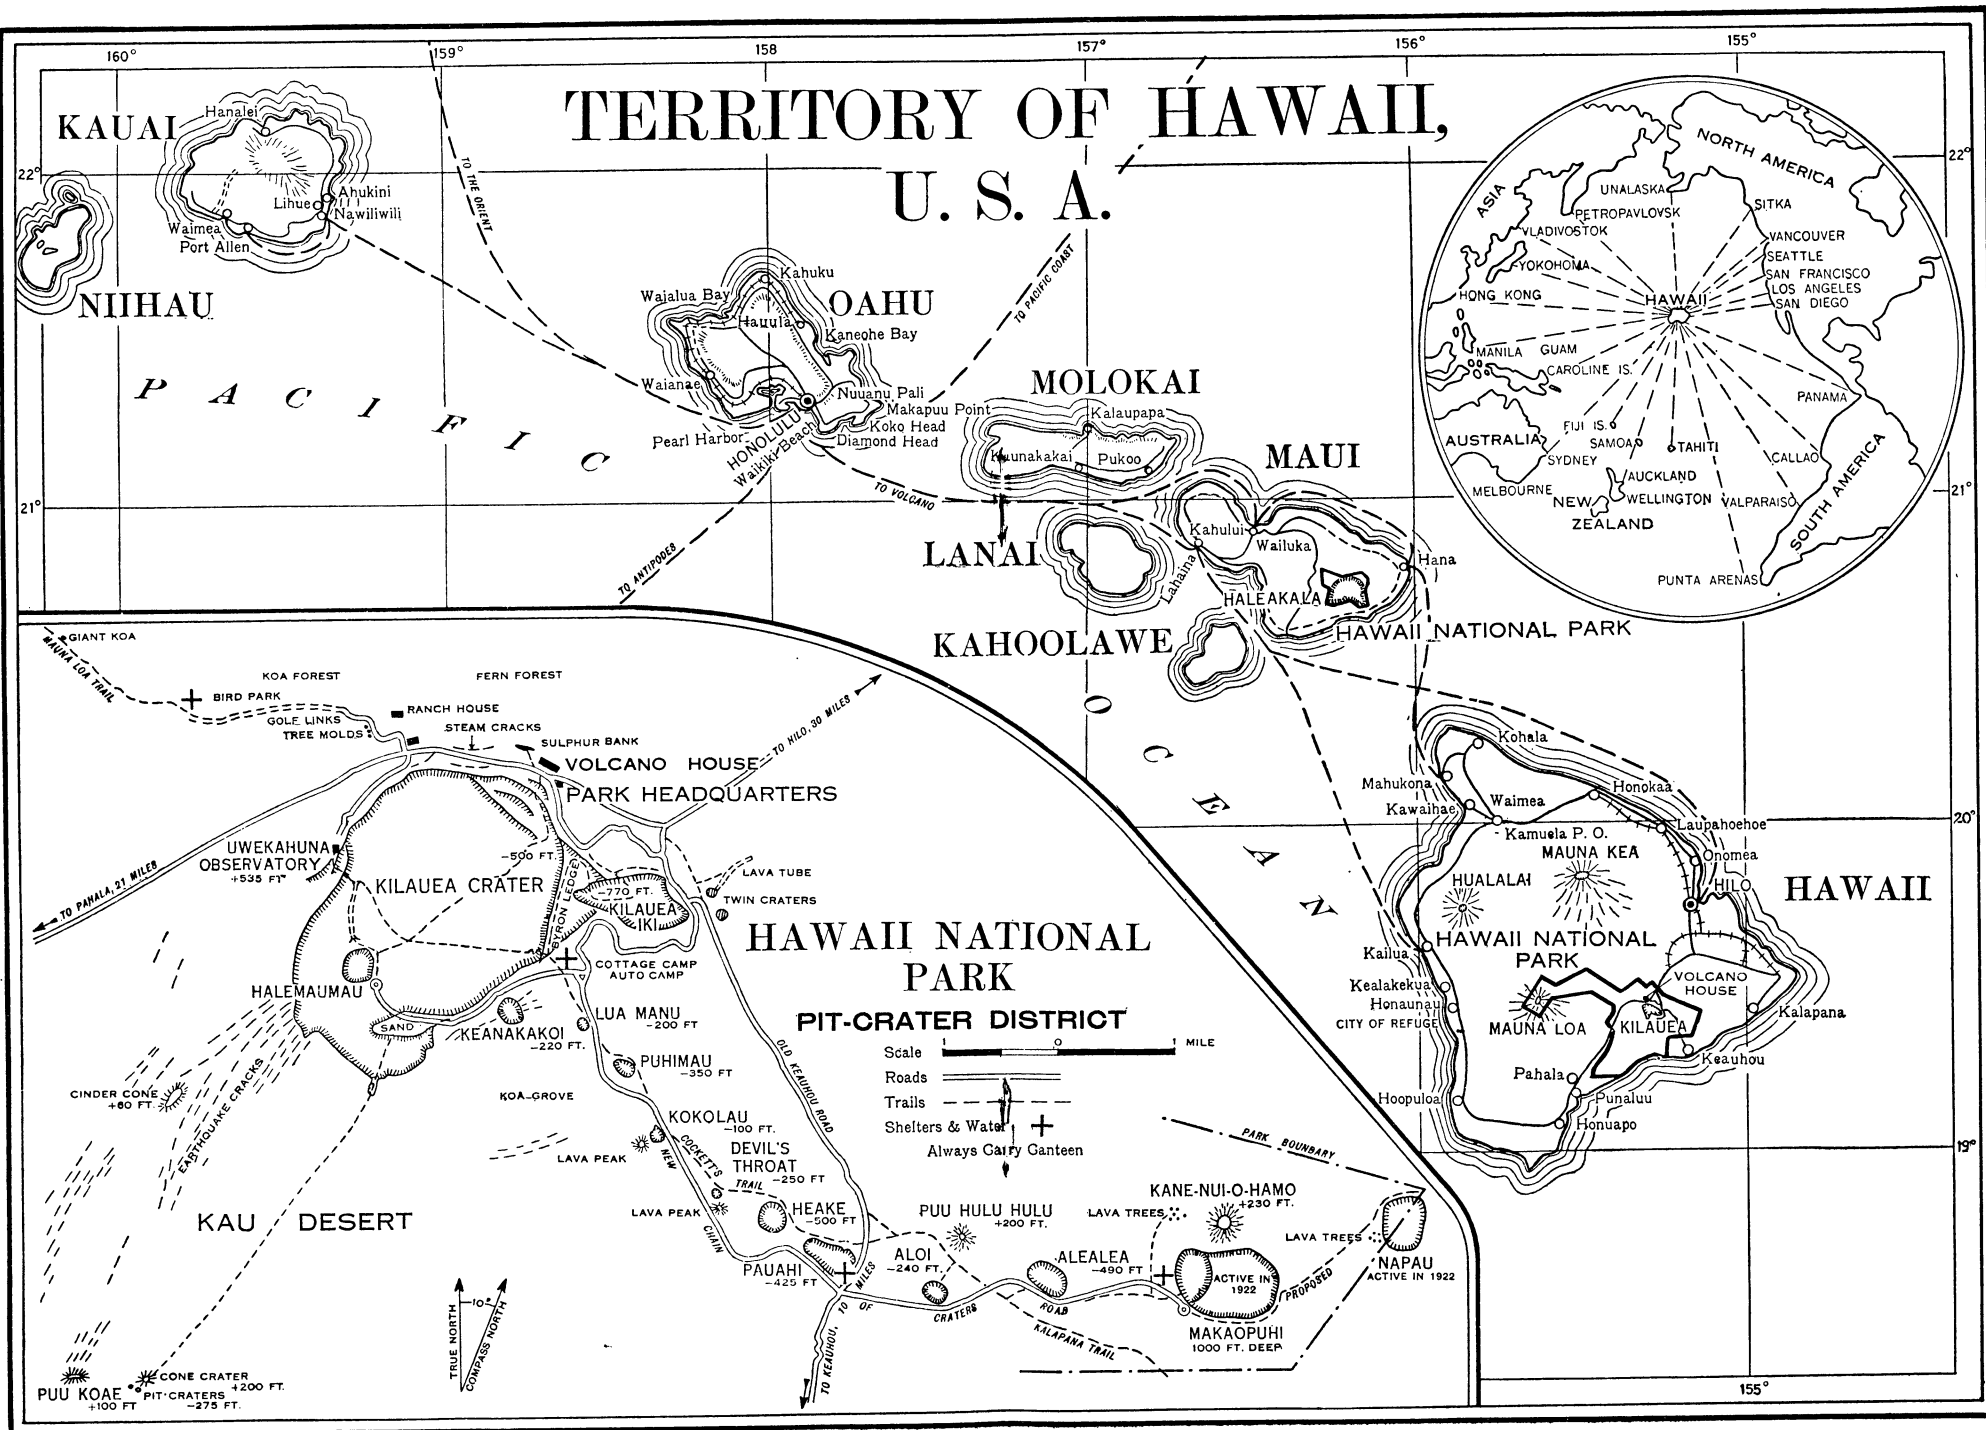 160°
159°
158
157°
156°
155°
TERRITORY OF HAWAII,
U. S. A.
KAUAI
Hanalei
22°
22°
Ahukini
Lihue
Nawiliwili
Waimea
Port Allen
NIIHAU
TO THE ORIENT
Kahuku
Waialua Bay
OAHU
Hauula
Kaneohe Bay
Waianae
Nuuanu Pali
Makapuu Point
Koko Head
Diamond Head
Pearl Harbor
HONOLULU
Waikiki Beach
TO PACIFIC COAST
TO VOLCANO
TO ANTIPODES
PACIFIC
OCEAN
MOLOKAI
Kalaupapa
Kaunakakai
Pukoo
MAUI
21°
21°
LANAI
Kahului
Wailuka
Lahaina
Hana
HALEAKALA
HAWAII NATIONAL PARK
KAHOOLAWE
NORTH AMERICA
ASIA
UNALASKA
PETROPAVLOVSK
SITKA
VLADIVOSTOK
VANCOUVER
SEATTLE
YOKOHOMA
SAN FRANCISCO
LOS ANGELES
SAN DIEGO
HONG KONG
HAWAII
MANILA
GUAM
CAROLINE IS.
PANAMA
FIJI IS.
SAMOA
TAHITI
AUSTRALIA
SYDNEY
CALLAO
MELBOURNE
AUCKLAND
WELLINGTON
VALPARAISO
NEW
ZEALAND
SOUTH AMERICA
PUNTA ARENAS
Kohala
Mahukona
Kawaihae
Waimea
Honokaa
20°
Kamuela P. O.
Laupahoehoe
MAUNA KEA
Onomea
HUALALAI
HILO
HAWAII
HAWAII NATIONAL
PARK
Kailua
VOLCANO
HOUSE
Kealakekua
Honaunau
CITY OF REFUGE
MAUNA LOA
KILAUEA
Kalapana
Keauhou
Pahala
Hoopuloa
Punaluu
Honuapo
19°
155°
GIANT KOA
MAUNA LOA TRAIL
KOA FOREST
FERN FOREST
BIRD PARK
RANCH HOUSE
GOLF LINKS
TREE MOLDS
STEAM CRACKS
SULPHUR BANK
VOLCANO HOUSE
PARK HEADQUARTERS
TO HILO, 30 MILES
UWEKAHUNA
OBSERVATORY
+535 FT
-500 FT.
KILAUEA CRATER
BYRON LEDGE
-770 FT.
KILAUEA
IKI
LAVA TUBE
TWIN CRATERS
TO PAHALA, 21 MILES
HAWAII NATIONAL
PARK
PIT-CRATER DISTRICT
COTTAGE CAMP
AUTO CAMP
HALEMAUMAU
SAND
KEANAKAKOI
-220 FT.
LUA MANU
-200 FT
Scale
1
0
1 MILE
Roads
Trails
Shelters & Water
Always Carry Canteen
PUHIMAU
-350 FT
OLD KEAUHOU ROAD
CINDER CONE
+60 FT.
EARTHQUAKE CRACKS
KOA-GROVE
KOKOLAU
-100 FT.
LAVA PEAK
NEW
COCKETT'S
TRAIL
DEVIL'S
THROAT
-250 FT
PARK BOUNDARY
KAU DESERT
LAVA PEAK
HEAKE
-500 FT
CHAIN
PUU HULU HULU
+200 FT.
KANE-NUI-O-HAMO
+230 FT.
LAVA TREES
LAVA TREES
PAUAHI
-425 FT
ALOI
-240 FT.
ALEALEA
-490 FT
ACTIVE IN
1922
NAPAU
ACTIVE IN 1922
PROPOSED
OF
CRATERS
ROAD
KALAPANA TRAIL
MAKAOPUHI
1000 FT. DEEP
TO KEAUHOU, 10 MILES
10°
TRUE NORTH
COMPASS NORTH
CONE CRATER
+200 FT.
PUU KOAE
+100 FT
PIT-CRATERS
-275 FT.